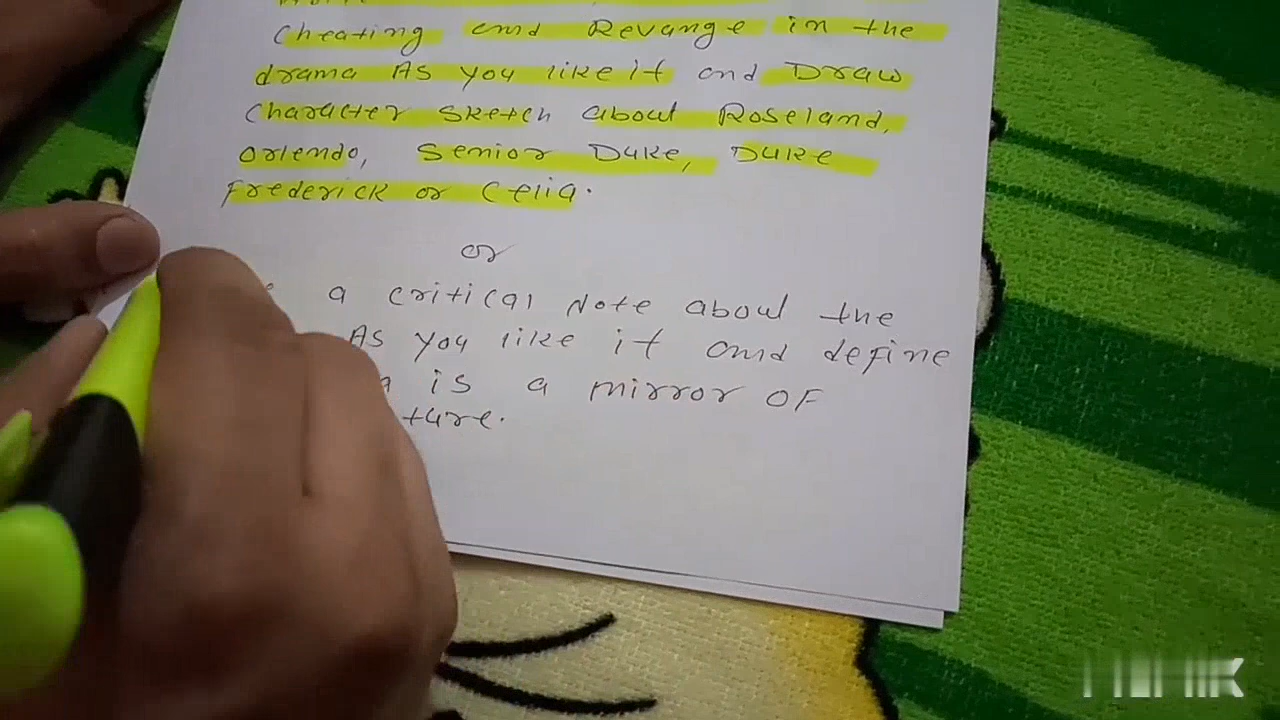 Cheating and Revange in the
drama As you like it and Draw
Character Sketch about Roseland,
Orlendo, Senior Duke, Duke
Frederick or Celia.
or
a critical Note about the
As you like it and define
is a mirror OF
ture.